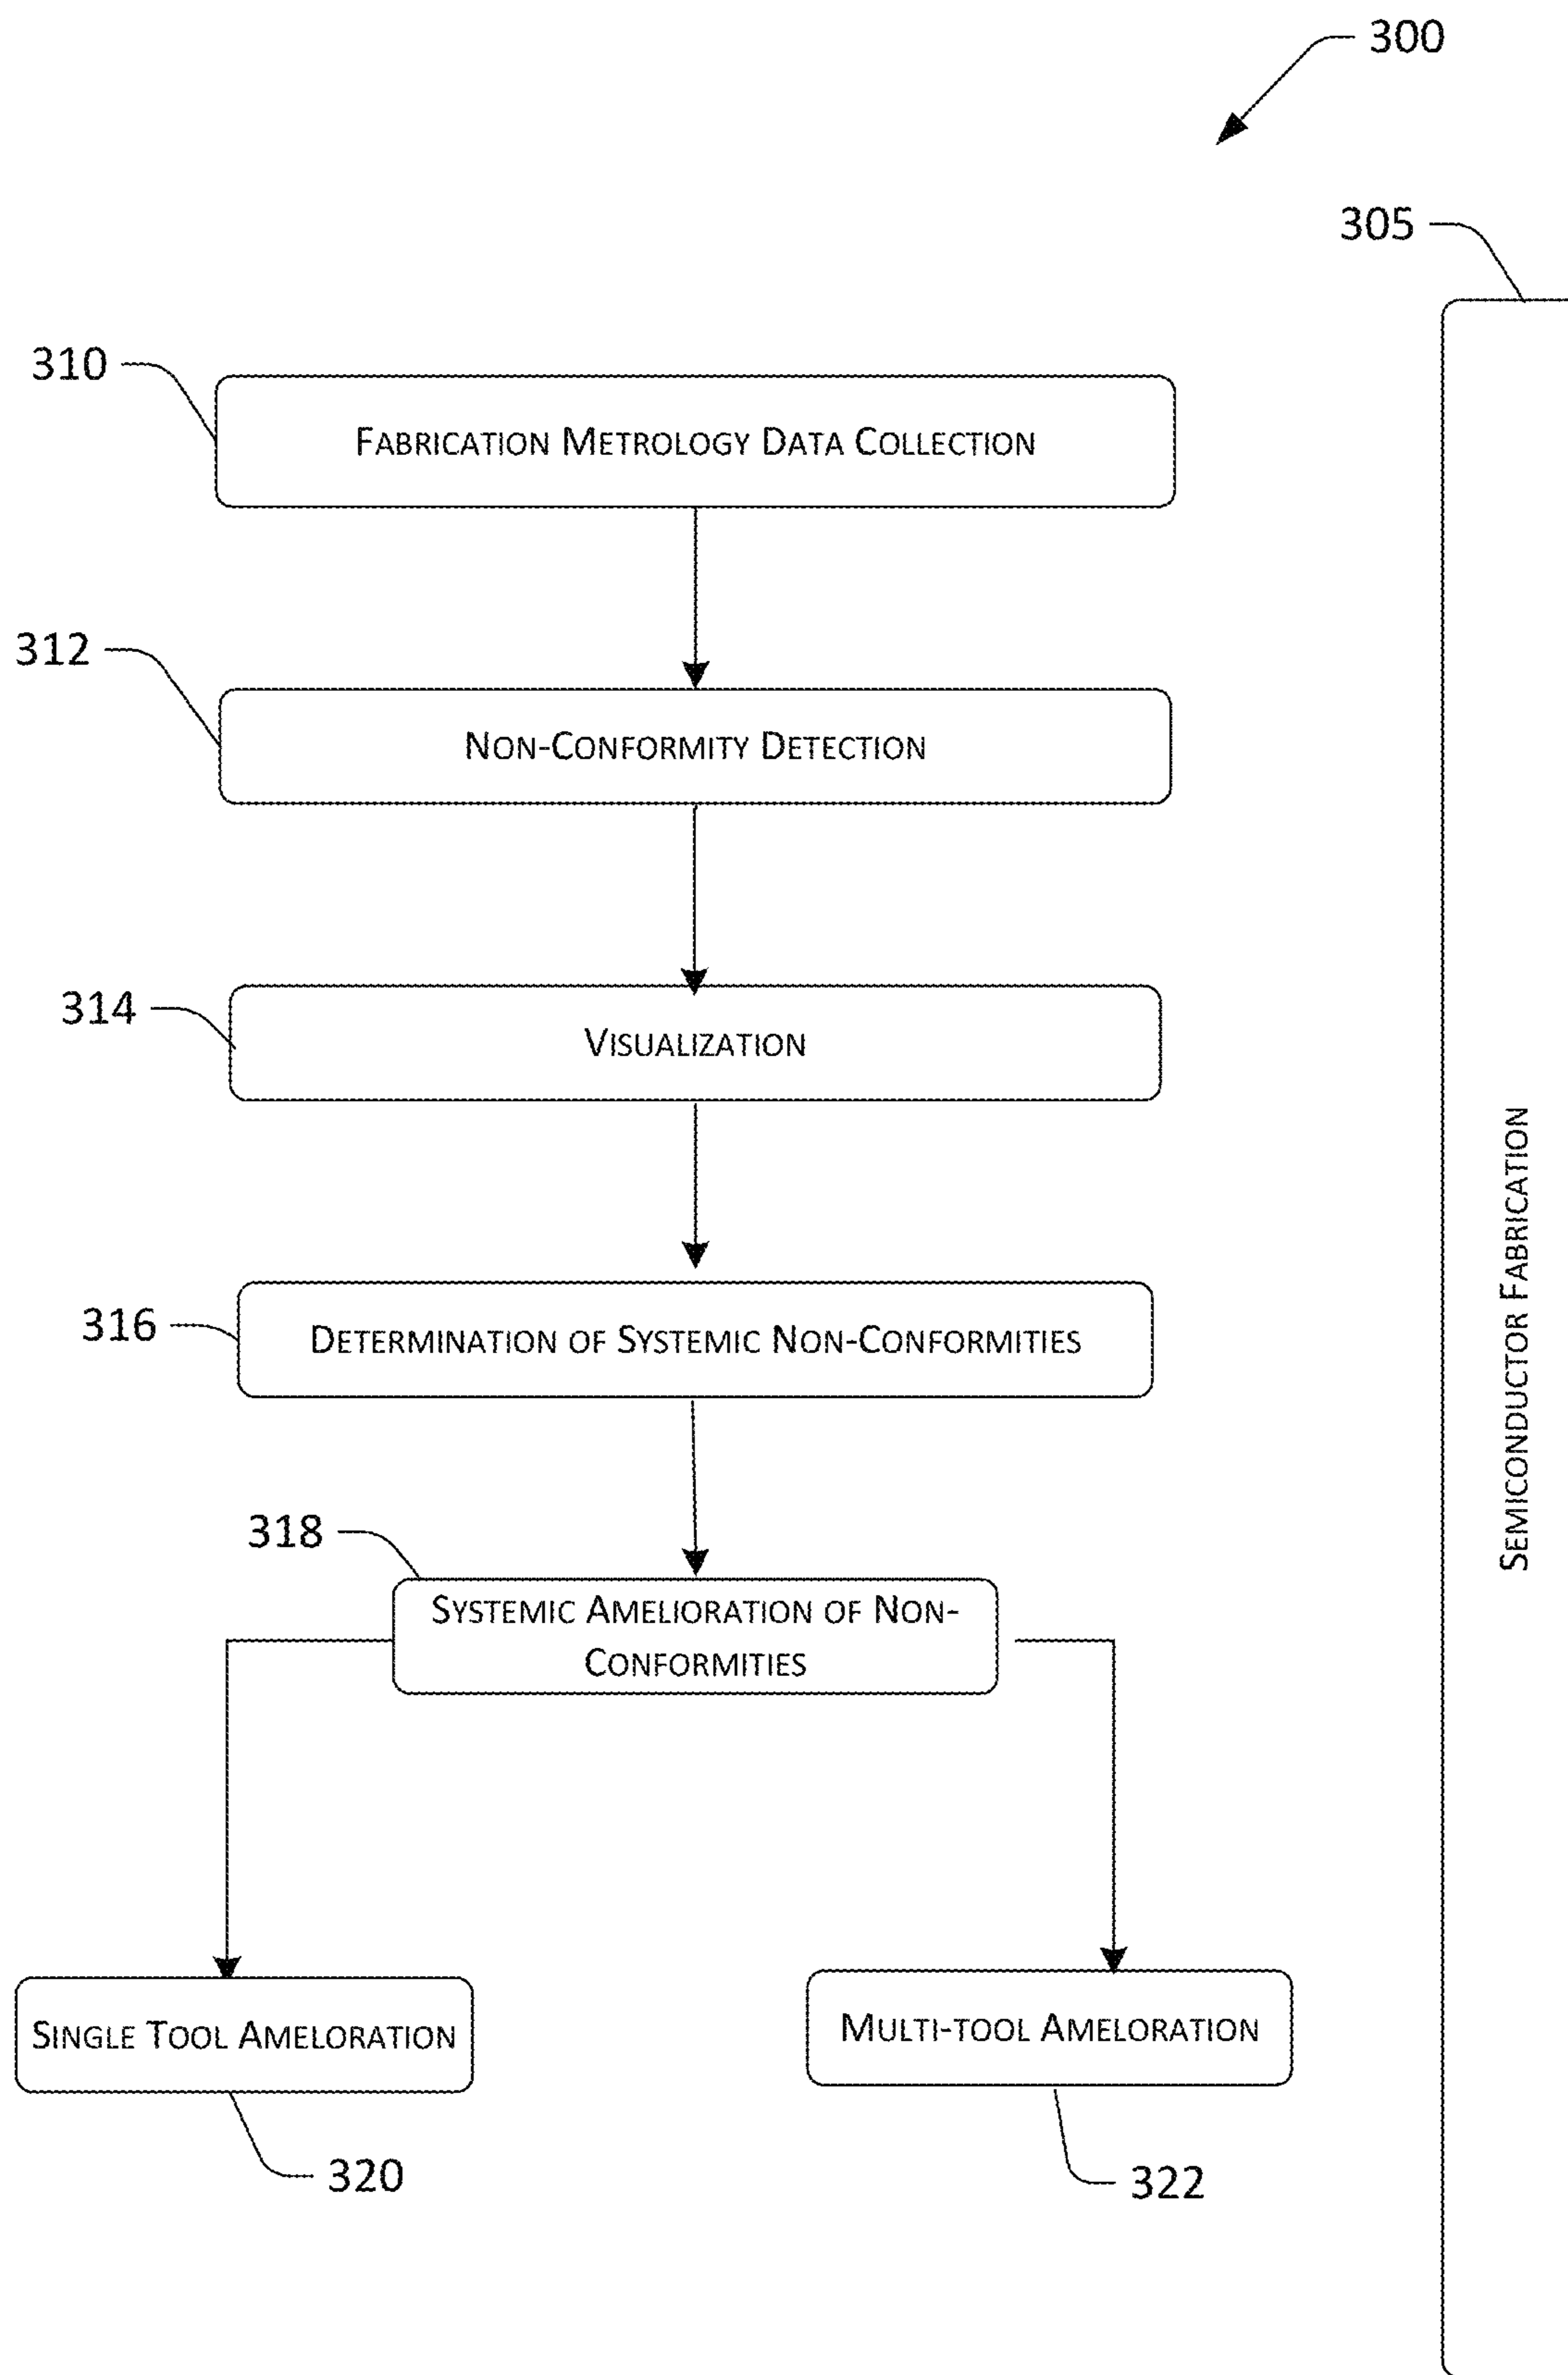 300
305
310
FABRICATION METROLOGY DATA COLLECTION
312
NON-CONFORMITY DETECTION
314
VISUALIZATION
316
DETERMINATION OF SYSTEMIC NON-CONFORMITIES
318
SYSTEMIC AMELIORATION OF NON-
CONFORMITIES
SINGLE TOOL AMELORATION
MULTI-TOOL AMELORATION
320
322
SEMICONDUCTOR FABRICATION